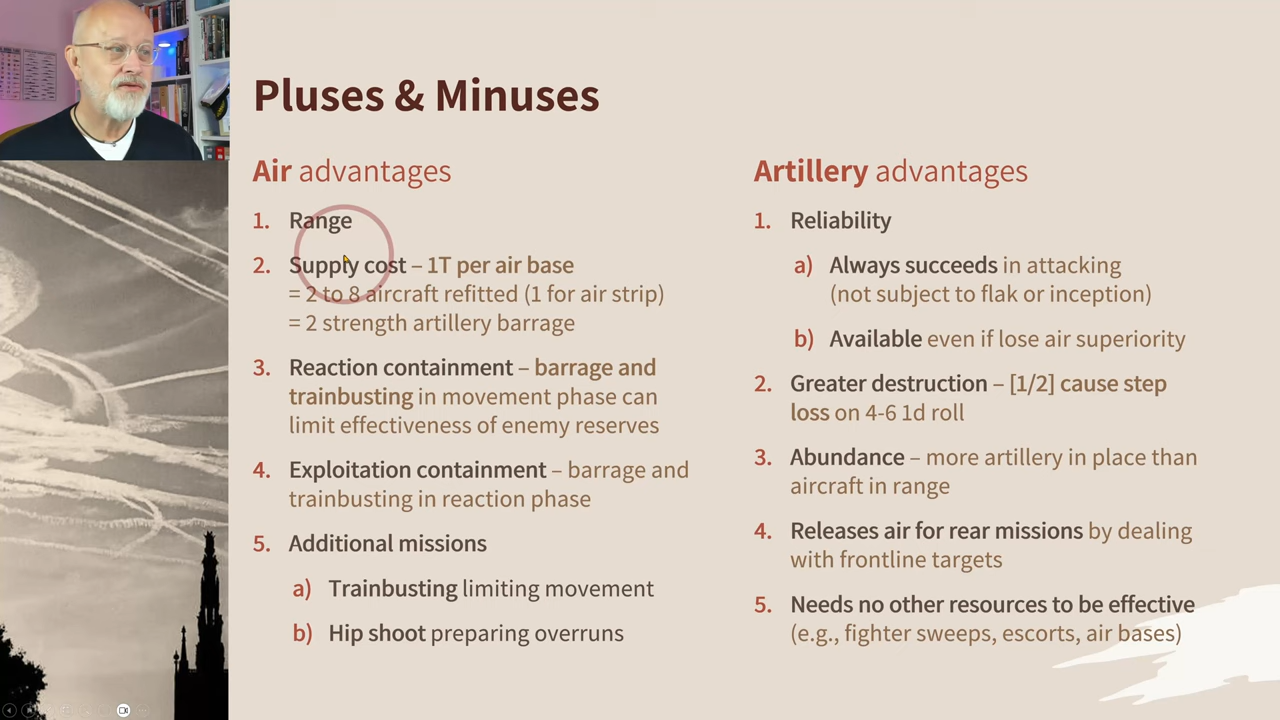 Pluses & Minuses
Air advantages
1. Range
2. Supply cost – 1T per air base
= 2 to 8 aircraft refitted (1 for air strip)
= 2 strength artillery barrage
3. Reaction containment – barrage and
trainbusting in movement phase can
limit effectiveness of enemy reserves
4. Exploitation containment – barrage and
trainbusting in reaction phase
5. Additional missions
a) Trainbusting limiting movement
b) Hip shoot preparing overruns
Artillery advantages
1. Reliability
a) Always succeeds in attacking
(not subject to flak or inception)
b) Available even if lose air superiority
2. Greater destruction – [1/2] cause step
loss on 4-6 1d roll
3. Abundance – more artillery in place than
aircraft in range
4. Releases air for rear missions by dealing
with frontline targets
5. Needs no other resources to be effective
(e.g., fighter sweeps, escorts, air bases)